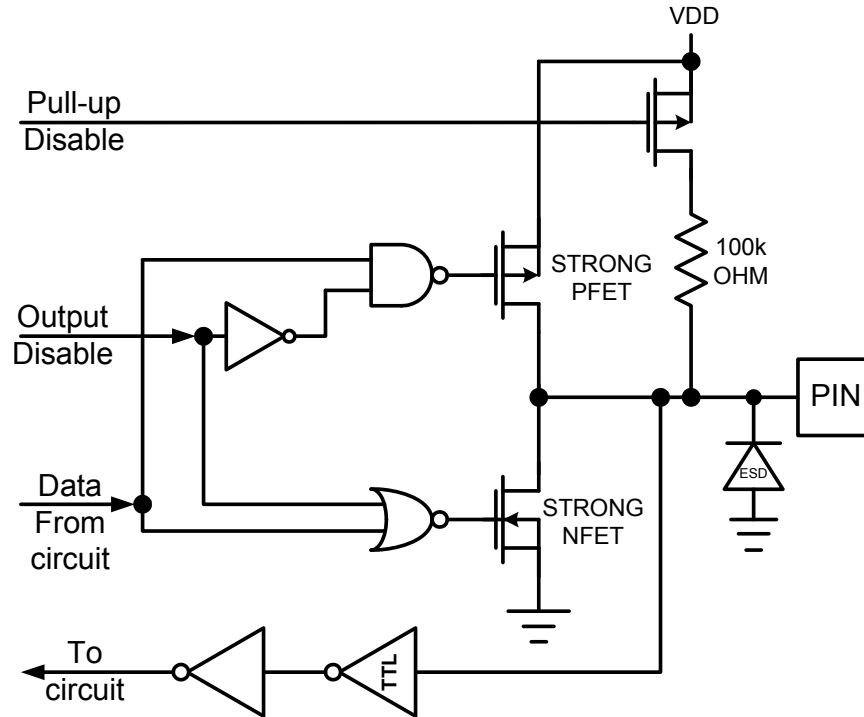 VDD
Pull-up
Disable
100k
OHM
STRONG
PFET
Output
Disable
PIN
ESD
Data
From
circuit
STRONG
NFET
To
circuit
TTL